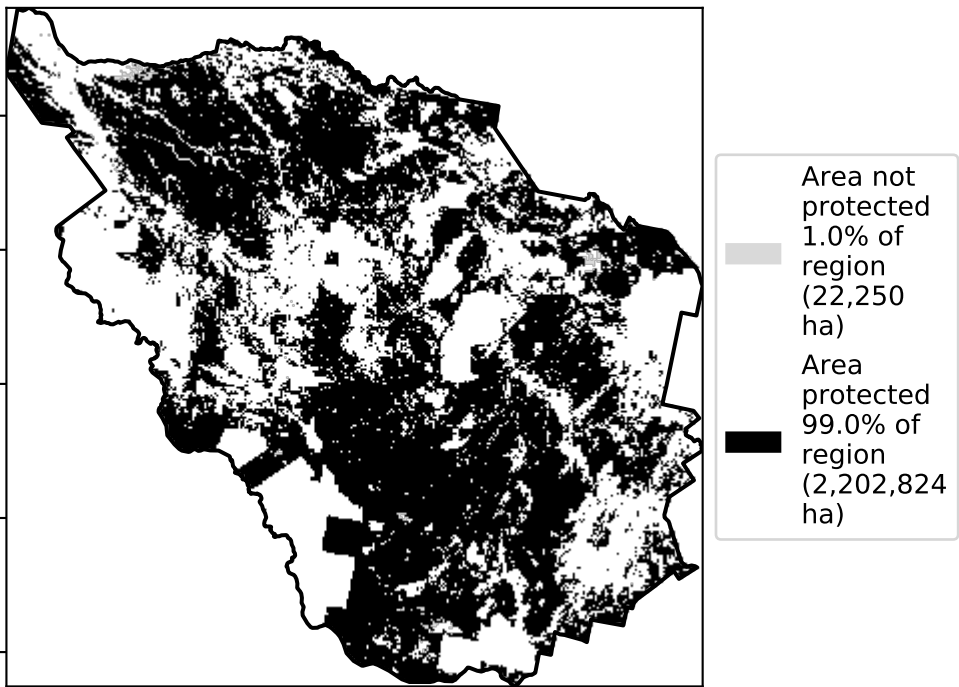 Area not
protected
1.0% of
region
(22,250
ha)
Area
protected
99.0% of
region
(2,202,824
ha)